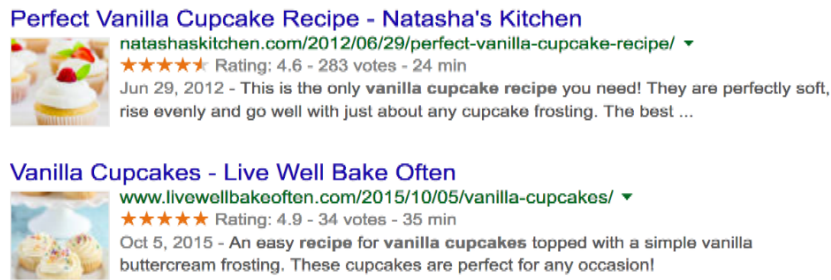 Perfect Vanilla Cupcake Recipe - Natasha's Kitchen
natashaskitchen.com/2012/06/29/perfect-vanilla-cupcake-recipe/
Rating: 4.6 - 283 votes - 24 min
Jun 29, 2012 - This is the only vanilla cupcake recipe you need! They are perfectly soft,
rise evenly and go well with just about any cupcake frosting. The best ...
Vanilla Cupcakes - Live Well Bake Often
www.livewellbakeoften.com/2015/10/05/vanilla-cupcakes/
Rating: 4.9 - 34 votes - 35 min
Oct 5, 2015 - An easy recipe for vanilla cupcakes topped with a simple vanilla
buttercream frosting. These cupcakes are perfect for any occasion!